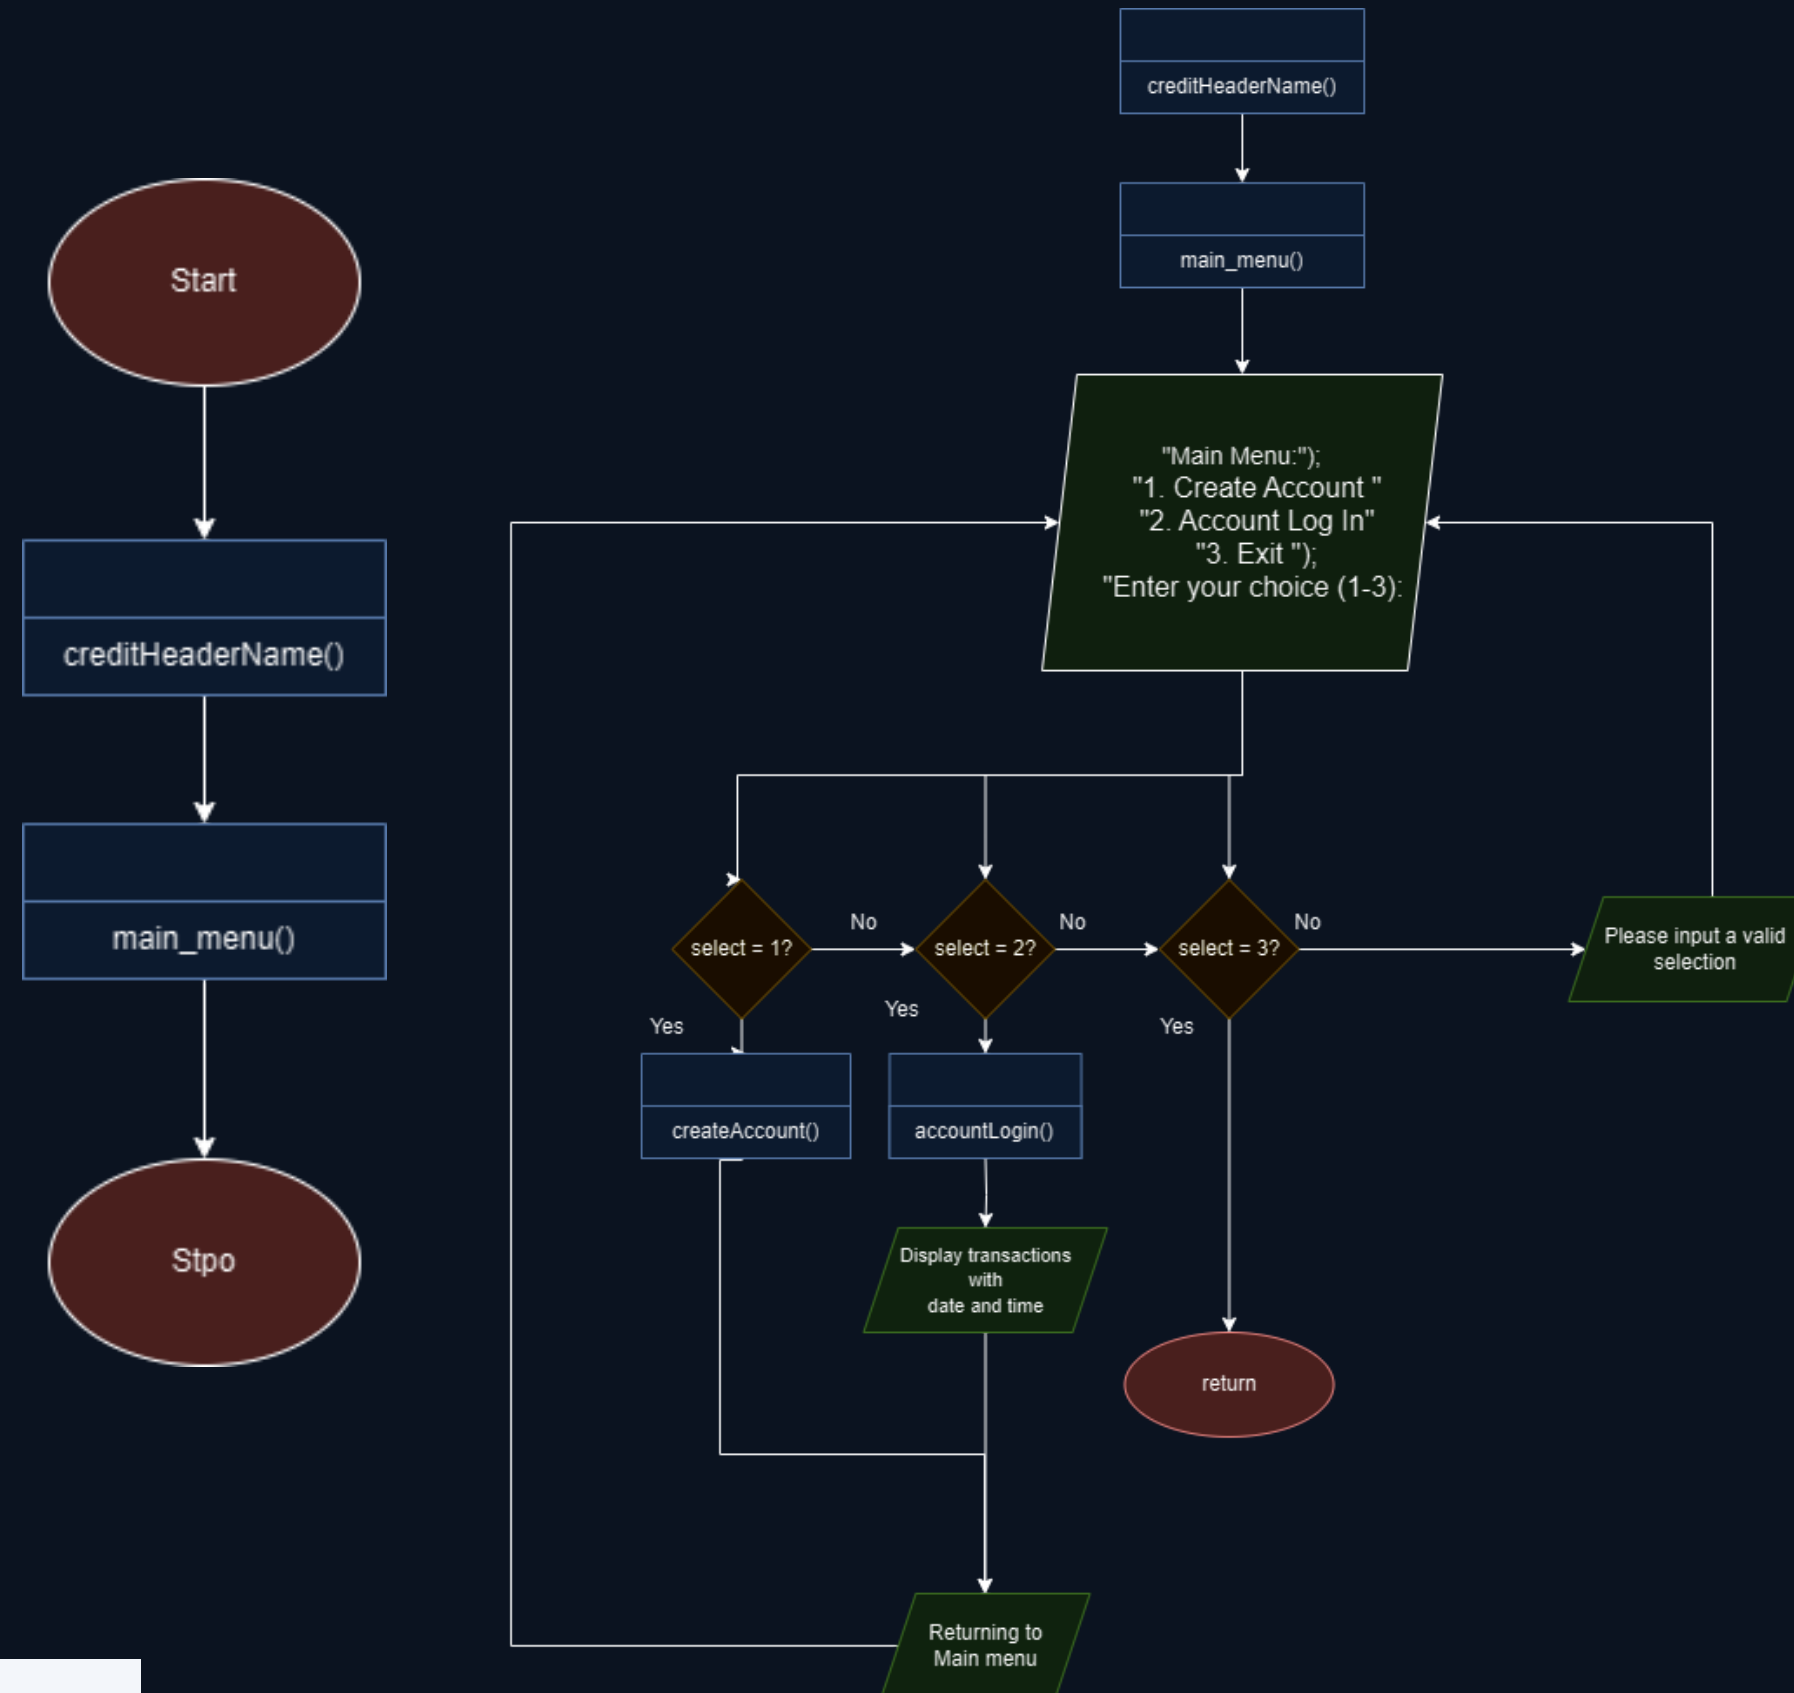 Start
creditHeaderName()
main_menu()
Stpo
creditHeaderName()
main_menu()
"Main Menu:");
"1. Create Account "
"2. Account Log In"
"3. Exit ");
"Enter your choice (1-3):
select = 1?
No
select = 2?
No
select = 3?
No
Please input a valid
selection
Yes
Yes
Yes
createAccount()
accountLogin()
Display transactions
with
date and time
return
Returning to
Main menu